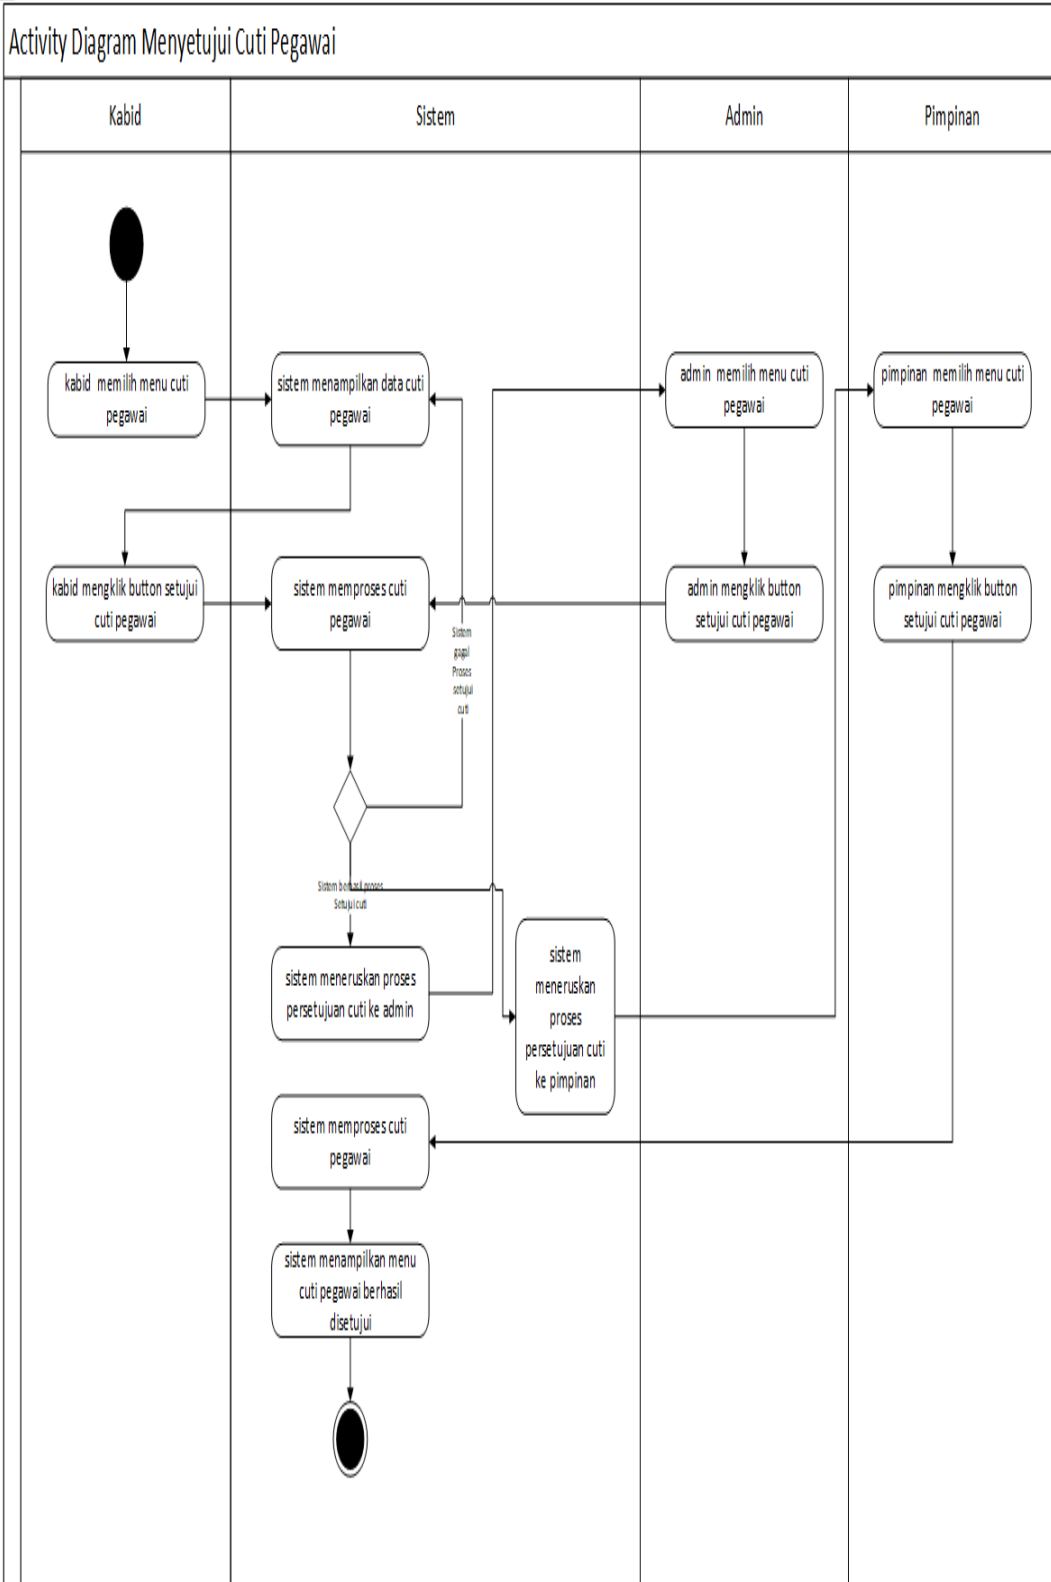 Activity Diagram Menyetujui Cuti Pegawai
Kabid
Sistem
Admin
Pimpinan
kabid memilih menu cuti
pegawai
sistem menampilkan data cuti
pegawai
admin memilih menu cuti
pegawai
pimpinan memilih menu cuti
pegawai
kabid mengklik button setujui
cuti pegawai
sistem memproses cuti
pegawai
admin mengklik button
setujui cuti pegawai
pimpinan mengklik button
setujui cuti pegawai
Sistem
gagal
Proses
setujui
cuti
Sistem berhasil proses
Setujui cuti
sistem meneruskan proses
persetujuan cuti ke admin
sistem
meneruskan
proses
persetujuan cuti
ke pimpinan
sistem memproses cuti
pegawai
sistem menampilkan menu
cuti pegawai berhasil
disetujui